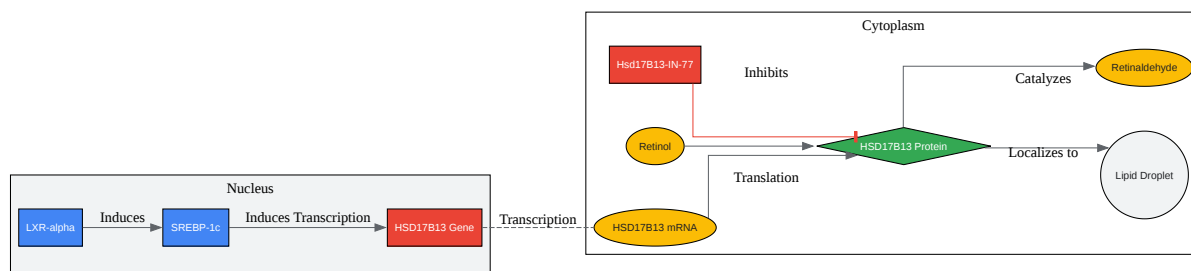 Cytoplasm
Hsd17B13-IN-77
Inhibits
Retinaldehyde
Catalyzes
Retinol
HSD17B13 Protein
Localizes to
Lipid Droplet
Translation
Nucleus
LXR-alpha
Induces
SREBP-1c
Induces Transcription
HSD17B13 Gene
Transcription
HSD17B13 mRNA